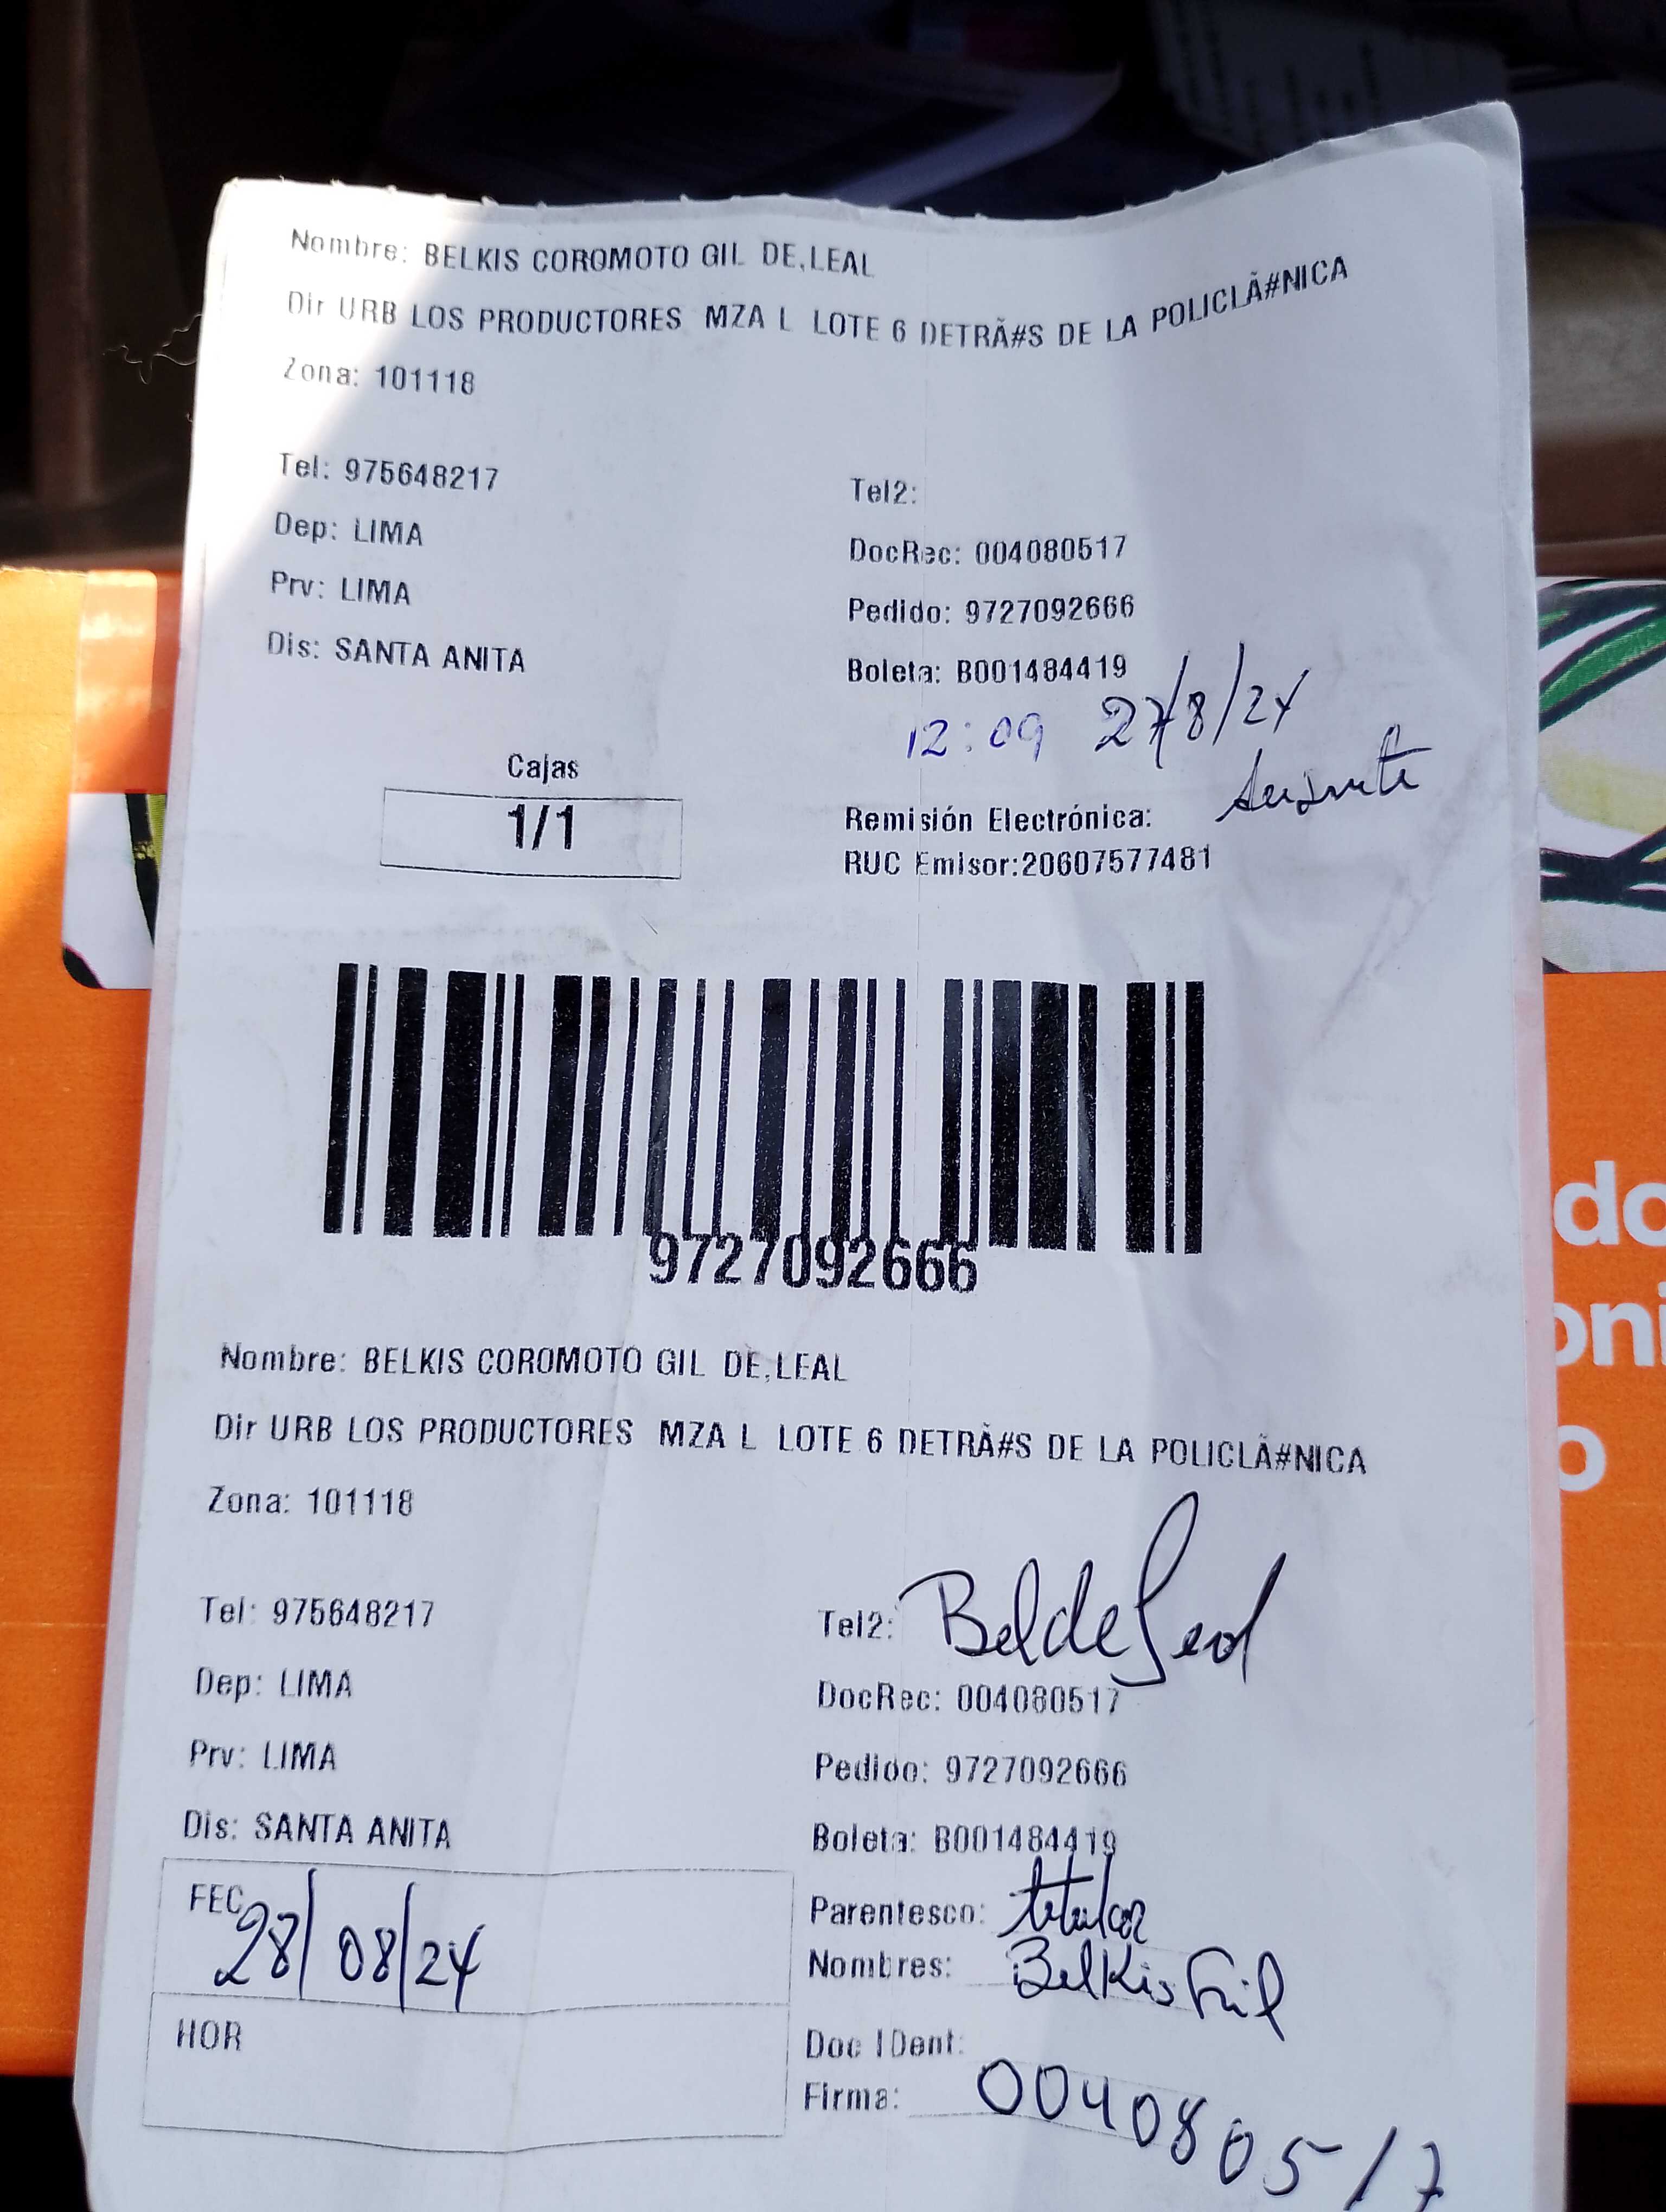 Nombre: BELKIS COROMOTO GIL DE,LEAL
Dir URB LOS PRODUCTORES MZA L LOTE 6 DETRÃ#S DE LA POLICLÃ#NICA
Zona: 101118
Tel: 975648217
Tel2:
Dep: LIMA
DocRec: 004080517
Prv: LIMA
Pedido: 9727092666
Dis: SANTA ANITA
Boleta: B001484419
12:09 27/8/24
Cajas
1/1
Remisión Electrónica:
RUC Emisor:20607577481
9727092666
Nombre: BELKIS COROMOTO GIL DE,LEAL
Dir URB LOS PRODUCTORES MZA L LOTE 6 DETRÃ#S DE LA POLICLÃ#NICA
Zona: 101118
Tel: 975648217
Tel2: Bel de Leal
Dep: LIMA
DocRec: 004080517
Prv: LIMA
Pedido: 9727092666
Dis: SANTA ANITA
Boleta: B001484419
FEC 28/08/24
Parentesco: titular
Nombres: Belkis Gil
HOR
Doc IDent:
Firma: 004080517
do
oni
o